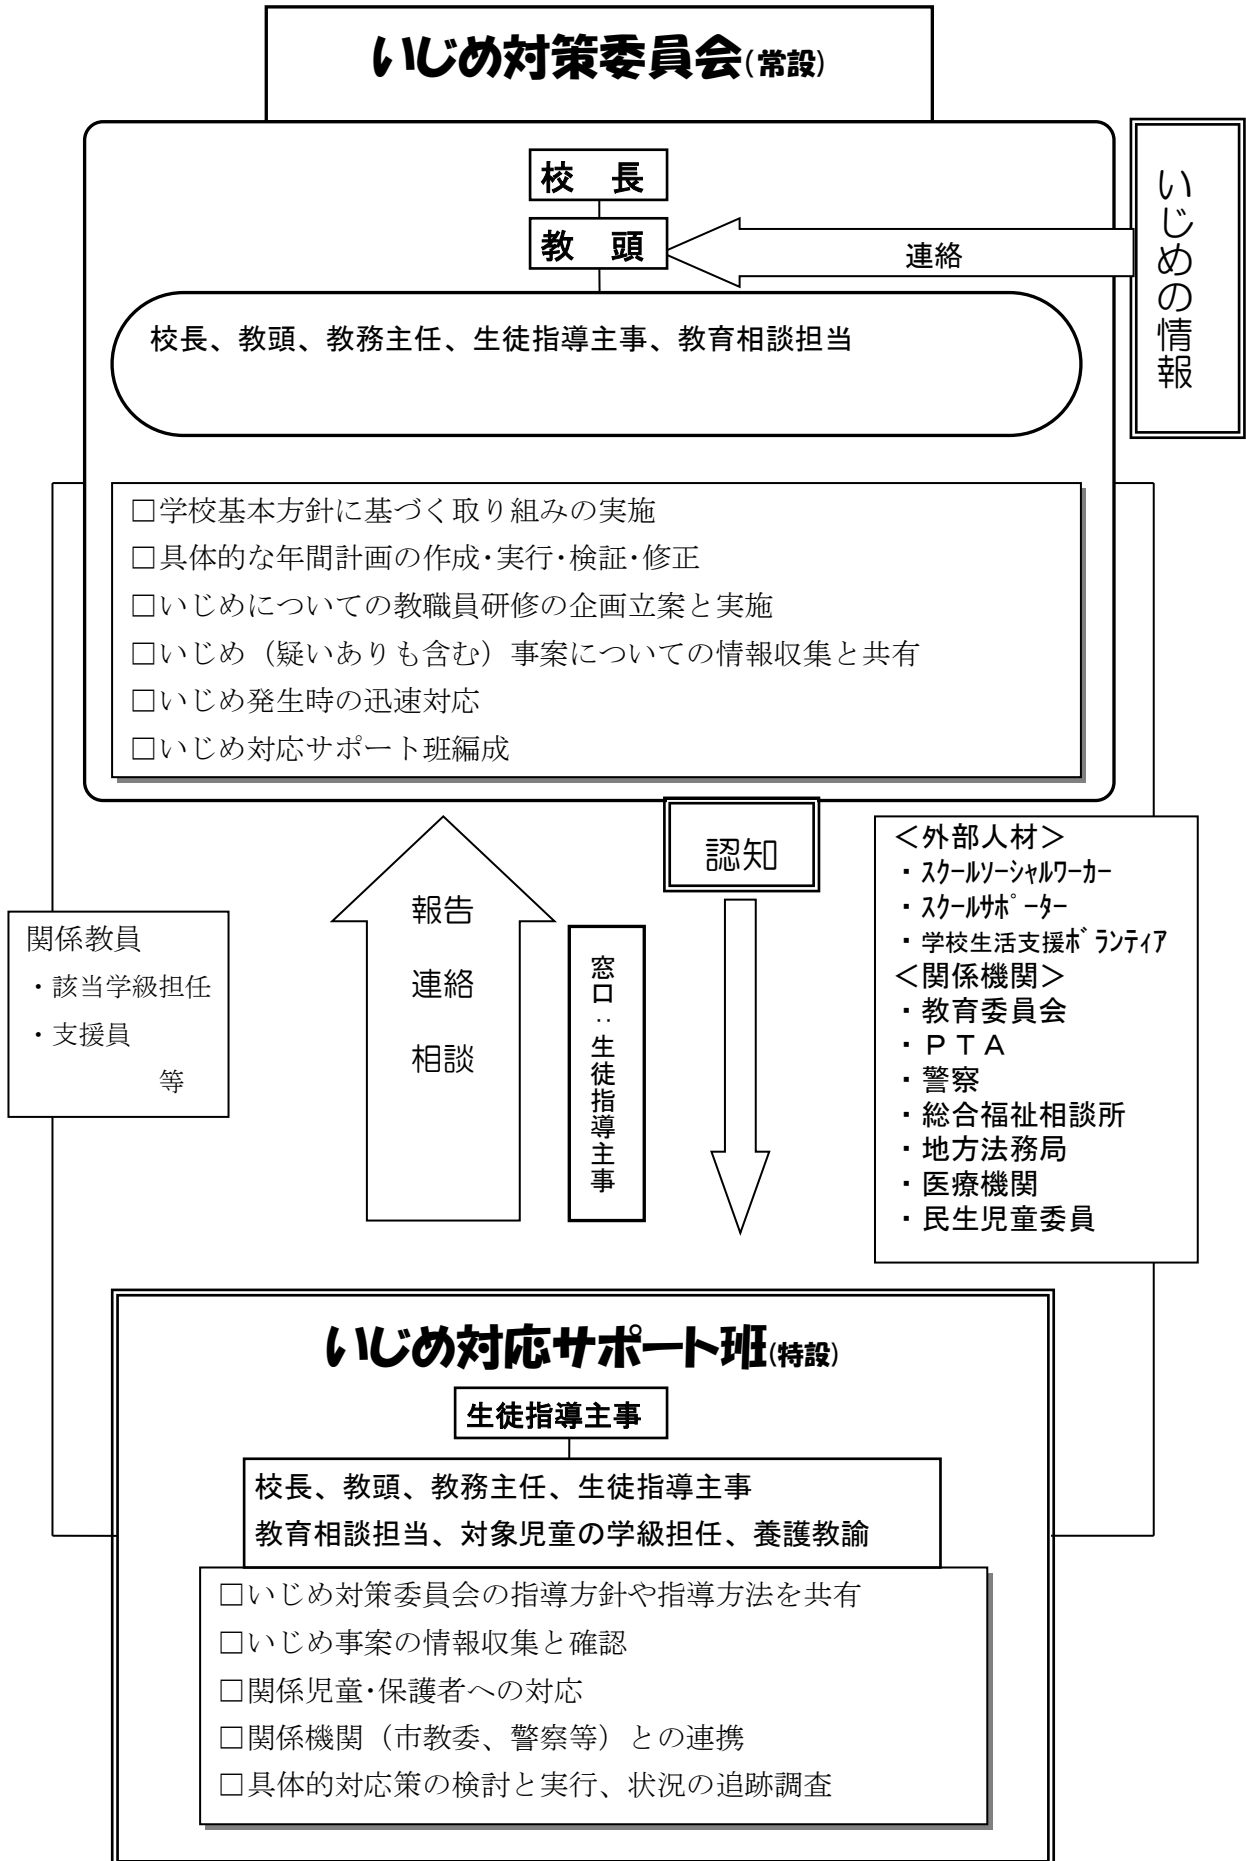 いじめ対策委員会(常設)
校　長
教　頭
連絡
いじめの情報
校長、教頭、教務主任、生徒指導主事、教育相談担当
□学校基本方針に基づく取り組みの実施
□具体的な年間計画の作成･実行･検証･修正
□いじめについての教職員研修の企画立案と実施
□いじめ（疑いありも含む）事案についての情報収集と共有
□いじめ発生時の迅速対応
□いじめ対応サポート班編成
認知
報告
連絡
相談
窓口：生徒指導主事
関係教員
・該当学級担任
・支援員
等
＜外部人材＞
・ｽｸｰﾙｿｰｼｬﾙﾜｰｶｰ
・ｽｸｰﾙｻﾎﾟｰﾀｰ
・学校生活支援ﾎﾞﾗﾝﾃｨｱ
＜関係機関＞
・教育委員会
・ＰＴＡ
・警察
・総合福祉相談所
・地方法務局
・医療機関
・民生児童委員
いじめ対応サポート班(特設)
生徒指導主事
校長、教頭、教務主任、生徒指導主事
教育相談担当、対象児童の学級担任、養護教諭
□いじめ対策委員会の指導方針や指導方法を共有
□いじめ事案の情報収集と確認
□関係児童･保護者への対応
□関係機関（市教委、警察等）との連携
□具体的対応策の検討と実行、状況の追跡調査